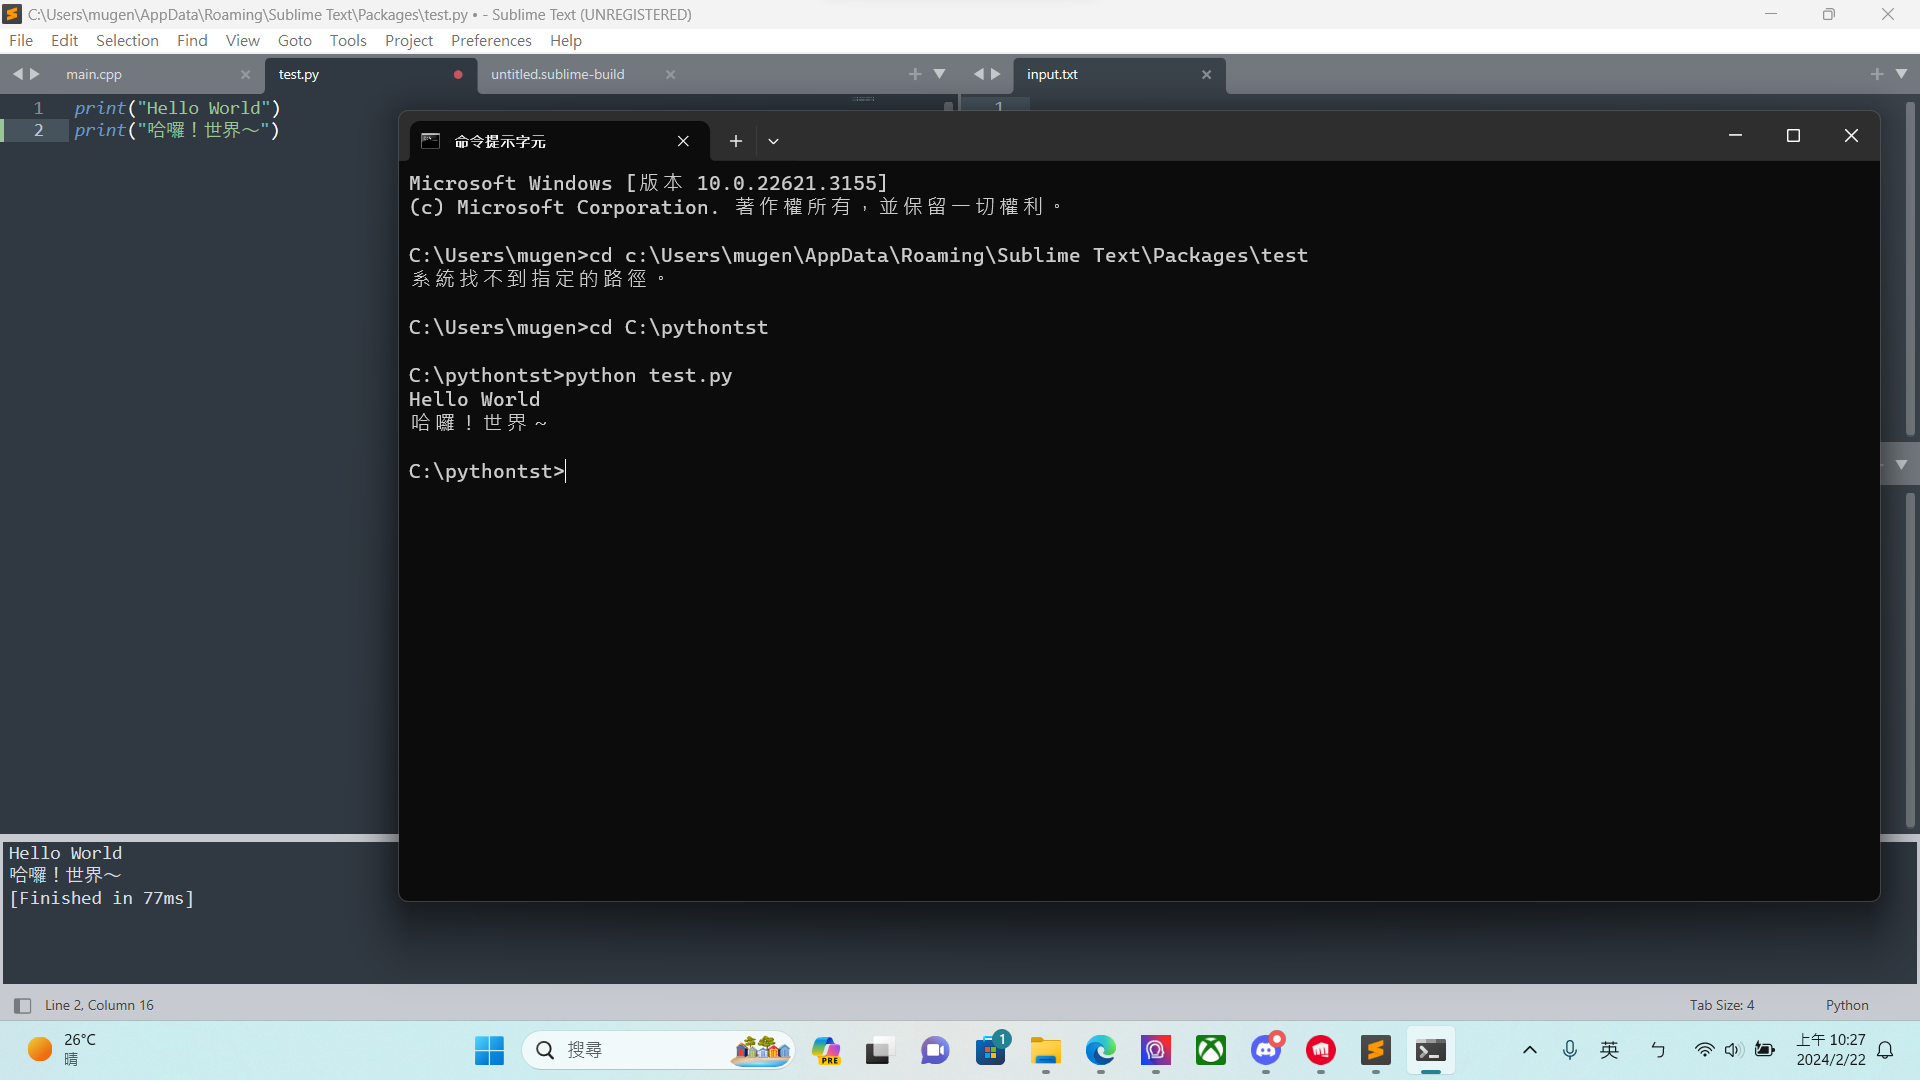 C:\Users\mugen\AppData\Roaming\Sublime Text\Packages\test.py • - Sublime Text (UNREGISTERED)
File Edit Selection Find View Goto Tools Project Preferences Help
main.cpp test.py untitled.sublime-build input.txt
1 print("Hello World")
2 print("哈囉！世界～")
1
命令提示字元
Microsoft Windows [版本 10.0.22621.3155]
(c) Microsoft Corporation. 著作權所有，並保留一切權利。
C:\Users\mugen>cd c:\Users\mugen\AppData\Roaming\Sublime Text\Packages\test
系統找不到指定的路徑。
C:\Users\mugen>cd C:\pythontst
C:\pythontst>python test.py
Hello World
哈囉！世界～
C:\pythontst>
Hello World
哈囉！世界～
[Finished in 77ms]
Line 2, Column 16 Tab Size: 4 Python
26°C
晴
搜尋
PRE
1
英
ㄅ
上午 10:27
2024/2/22